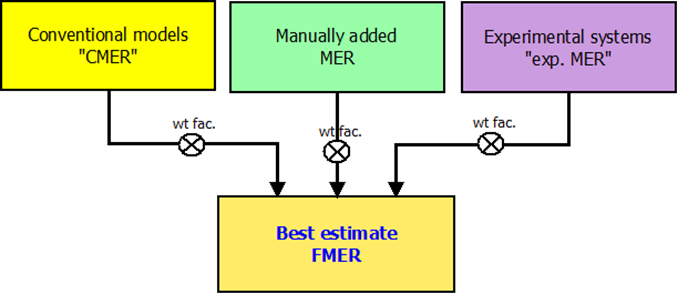 Conventional models
"CMER"
Manually added
MER
Experimental systems
"exp. MER"
wt fac.
wt fac.
wt fac.
Best estimate
FMER